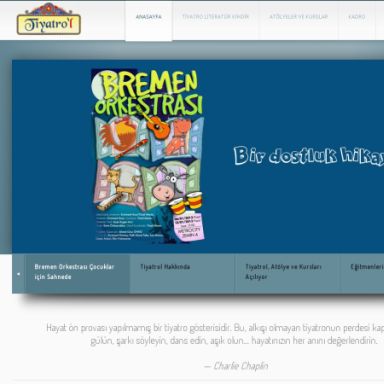 Tiyatro'l
ANASAYFA
TİYATRO LİTERATÜR KİMDİR
ATÖLYELER VE KURSLAR
KADRO
BREMEN
ORKESTRASI
Bir dostluk hikay
Bremen Orkestrası Çocuklar
için Sahnede
Tiyatrol Hakkında
Tiyatrol, Atölye ve Kursları
Açılıyor
Eğitmenleri
Hayat ön provası yapılmamış bir tiyatro gösterisidir. Bu, alkışı olmayan tiyatronun perdesi kap
gülün, şarkı söyleyin, dans edin, aşık olun... hayatınızın her anını değerlendirin.
— Charlie Chaplin